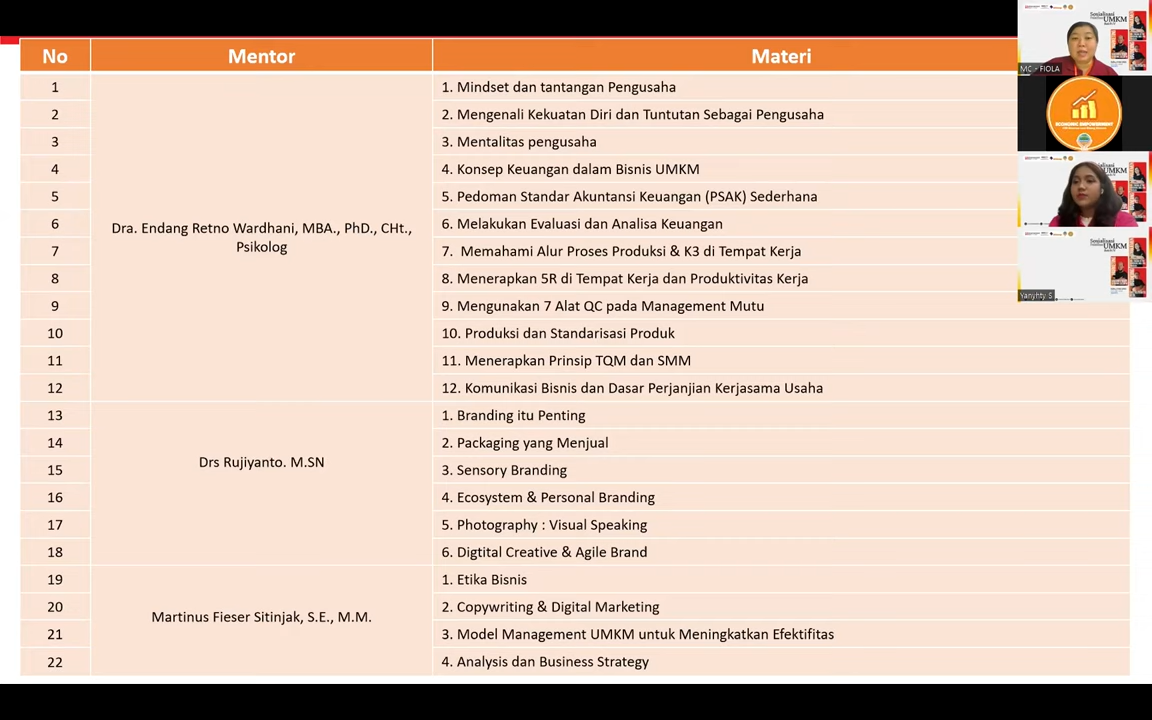 No Mentor Materi
1 1. Mindset dan tantangan Pengusaha
2 2. Mengenali Kekuatan Diri dan Tuntutan Sebagai Pengusaha
3 3. Mentalitas pengusaha
4 4. Konsep Keuangan dalam Bisnis UMKM
5 5. Pedoman Standar Akuntansi Keuangan (PSAK) Sederhana
6 6. Melakukan Evaluasi dan Analisa Keuangan
Dra. Endang Retno Wardhani, MBA., PhD., CHt.,
Psikolog
7 7. Memahami Alur Proses Produksi & K3 di Tempat Kerja
8 8. Menerapkan 5R di Tempat Kerja dan Produktivitas Kerja
9 9. Mengunakan 7 Alat QC pada Management Mutu
10 10. Produksi dan Standarisasi Produk
11 11. Menerapkan Prinsip TQM dan SMM
12 12. Komunikasi Bisnis dan Dasar Perjanjian Kerjasama Usaha
13 1. Branding itu Penting
14 2. Packaging yang Menjual
Drs Rujiyanto. M.SN
15 3. Sensory Branding
16 4. Ecosystem & Personal Branding
17 5. Photography : Visual Speaking
18 6. Digtital Creative & Agile Brand
19 1. Etika Bisnis
20 2. Copywriting & Digital Marketing
Martinus Fieser Sitinjak, S.E., M.M.
21 3. Model Management UMKM untuk Meningkatkan Efektifitas
22 4. Analysis dan Business Strategy
Sosialisasi
UMKM
MC - FIOLA
ECONOMIC EMPOWERMENT
Sosialisasi
UMKM
Sosialisasi
UMKM
Yanyhty S